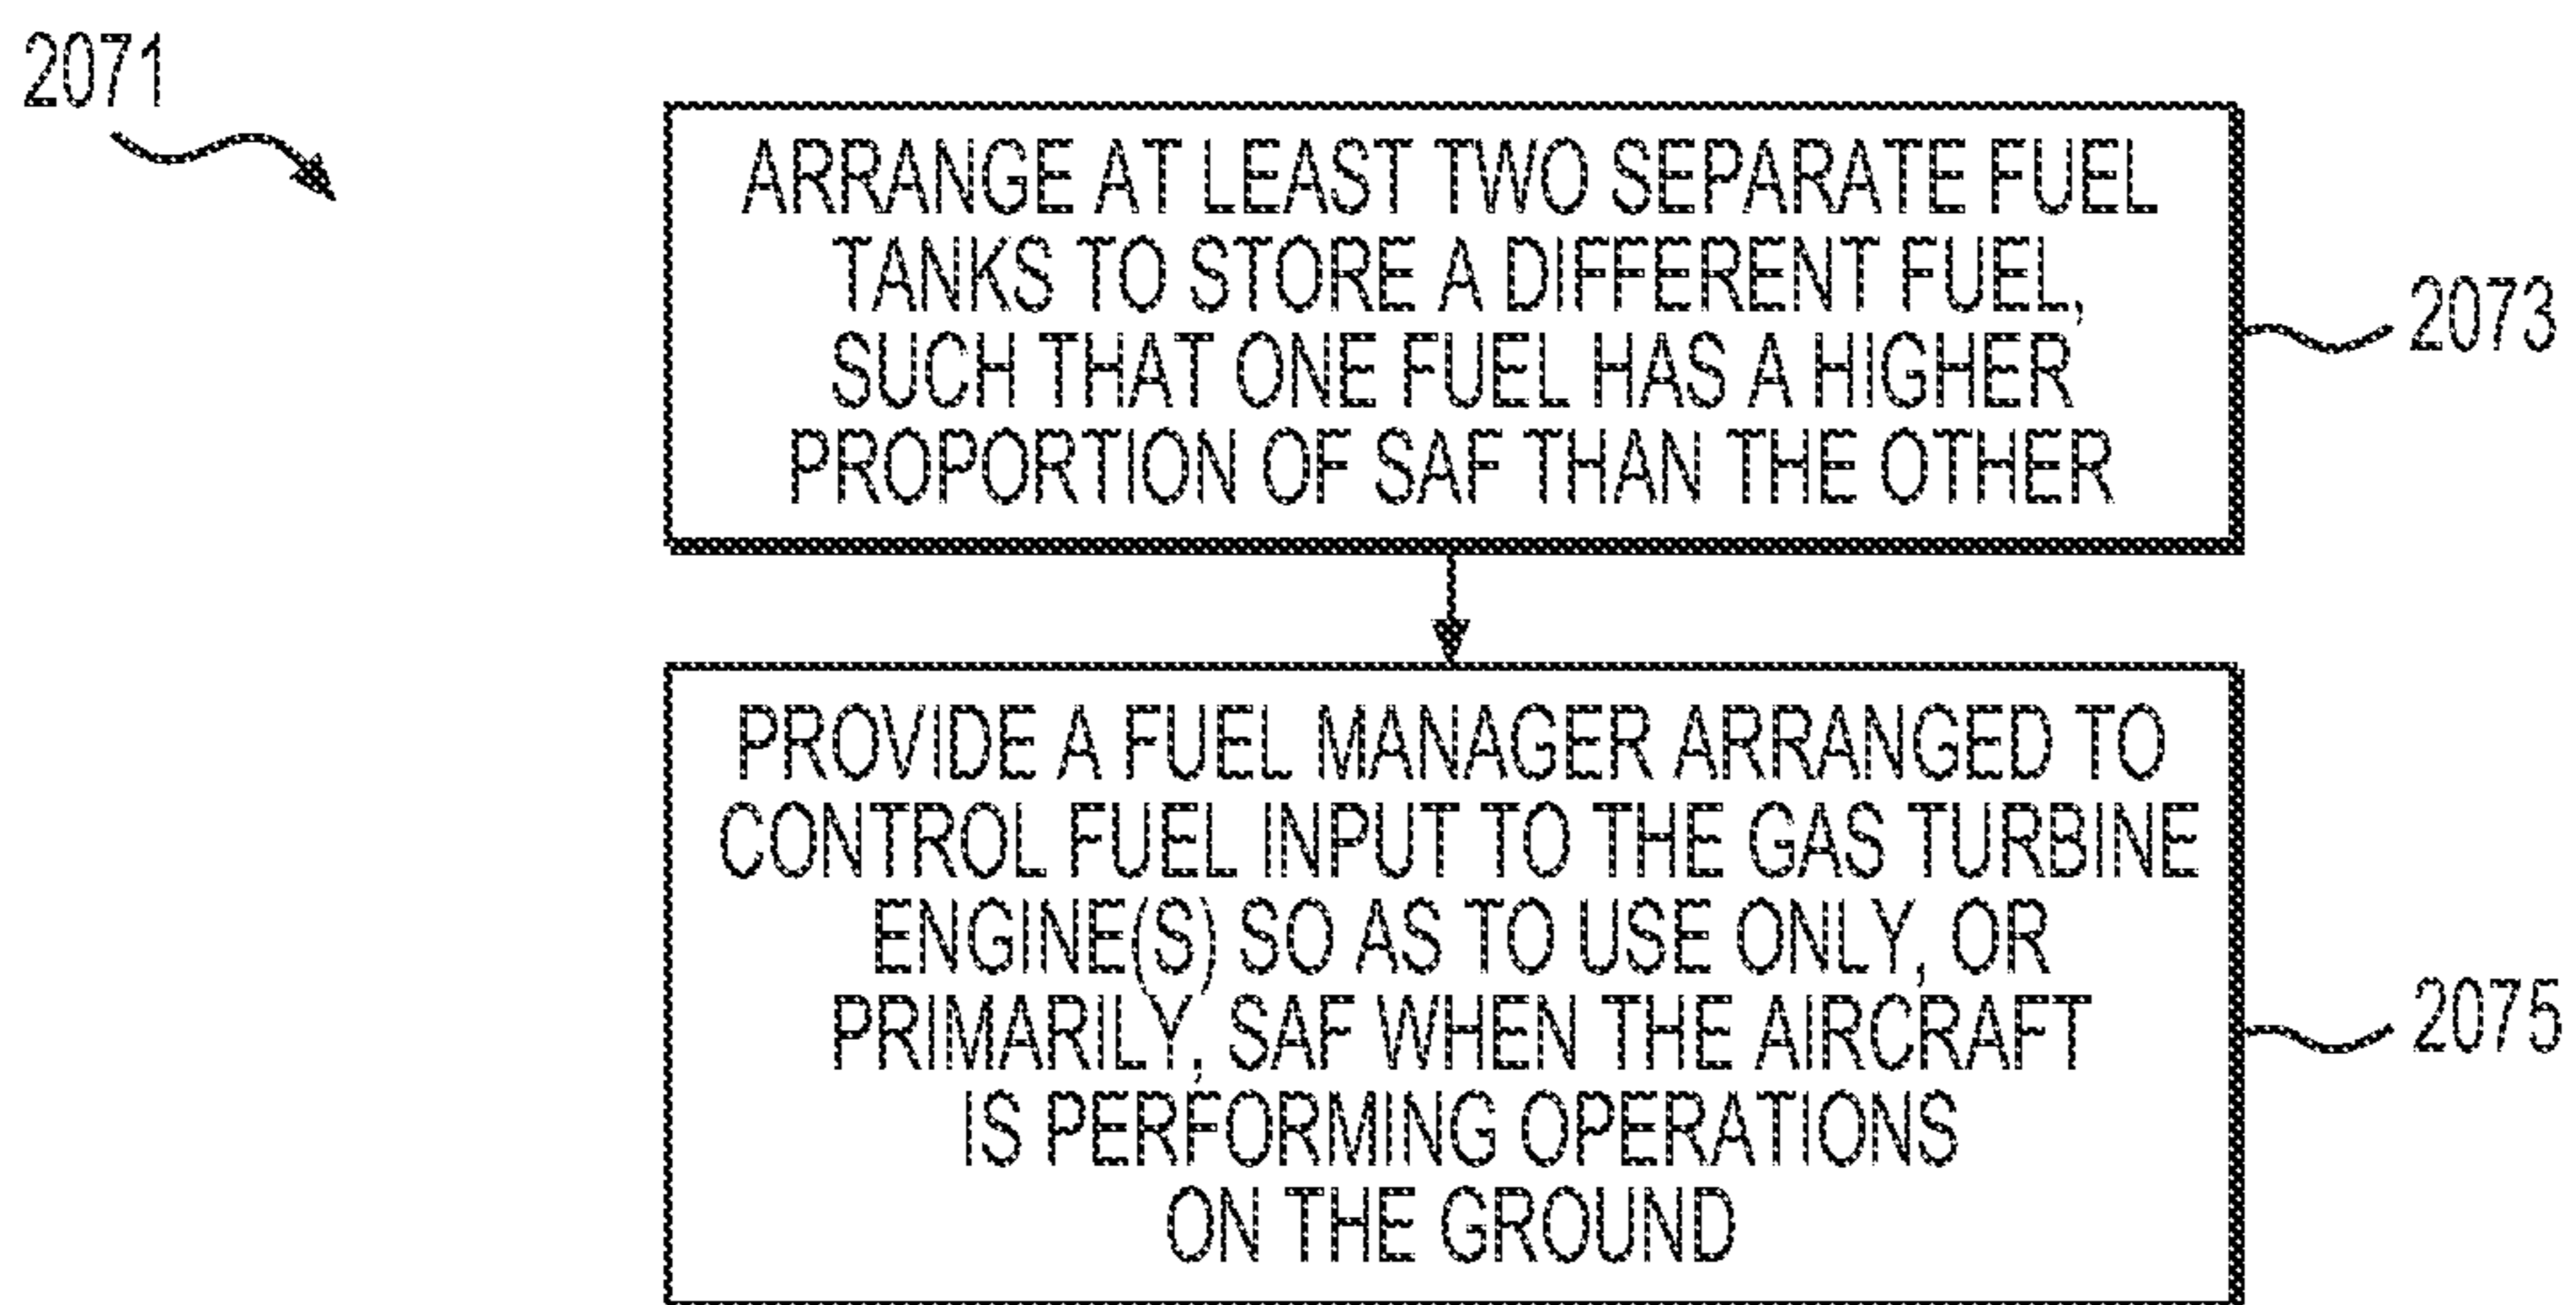 2071
ARRANGE AT LEAST TWO SEPARATE FUEL
TANKS TO STORE A DIFFERENT FUEL,
SUCH THAT ONE FUEL HAS A HIGHER
PROPORTION OF SAF THAN THE OTHER
2073
PROVIDE A FUEL MANAGER ARRANGED TO
CONTROL FUEL INPUT TO THE GAS TURBINE
ENGINE(S) SO AS TO USE ONLY, OR
PRIMARILY, SAF WHEN THE AIRCRAFT
IS PERFORMING OPERATIONS
ON THE GROUND
2075